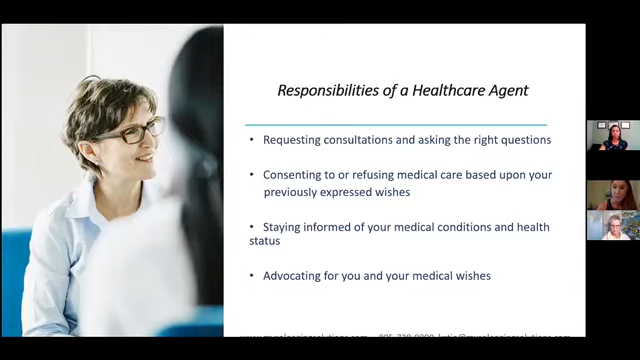 Responsibilities of a Healthcare Agent
• Requesting consultations and asking the right questions
• Consenting to or refusing medical care based upon your
previously expressed wishes
• Staying informed of your medical conditions and health
status
• Advocating for you and your medical wishes